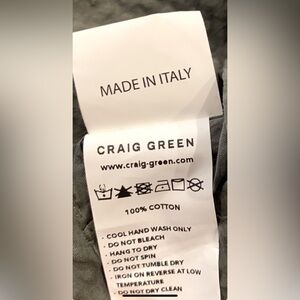 MADE IN ITALY
CRAIG GREEN
www.craig-green.com
100% COTTON
- COOL HAND WASH ONLY
- DO NOT BLEACH
- HANG TO DRY
- DO NOT SPIN
- DO NOT TUMBLE DRY
- IRON ON REVERSE AT LOW
TEMPERATURE
- DO NOT DRY CLEAN